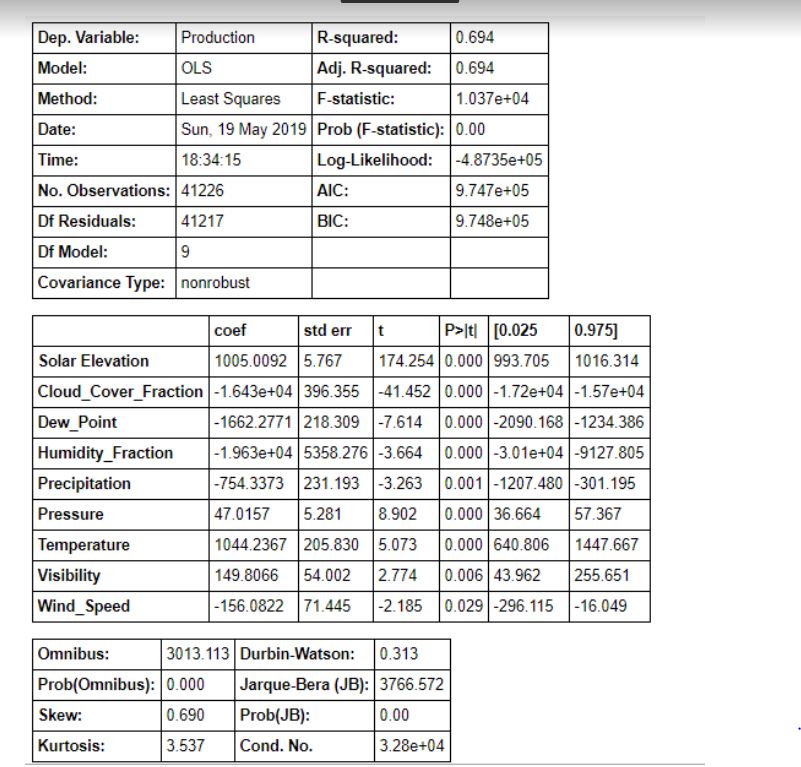 Dep. Variable: Production R-squared: 0.694
Model: OLS Adj. R-squared: 0.694
Method: Least Squares F-statistic: 1.037e+04
Date: Sun, 19 May 2019 Prob (F-statistic): 0.00
Time: 18:34:15 Log-Likelihood: -4.8735e+05
No. Observations: 41226 AIC: 9.747e+05
Df Residuals: 41217 BIC: 9.748e+05
Df Model: 9
Covariance Type: nonrobust
coef std err t P>|t| [0.025 0.975]
Solar Elevation 1005.0092 5.767 174.254 0.000 993.705 1016.314
Cloud_Cover_Fraction -1.643e+04 396.355 -41.452 0.000 -1.72e+04 -1.57e+04
Dew_Point -1662.2771 218.309 -7.614 0.000 -2090.168 -1234.386
Humidity_Fraction -1.963e+04 5358.276 -3.664 0.000 -3.01e+04 -9127.805
Precipitation -754.3373 231.193 -3.263 0.001 -1207.480 -301.195
Pressure 47.0157 5.281 8.902 0.000 36.664 57.367
Temperature 1044.2367 205.830 5.073 0.000 640.806 1447.667
Visibility 149.8066 54.002 2.774 0.006 43.962 255.651
Wind_Speed -156.0822 71.445 -2.185 0.029 -296.115 -16.049
Omnibus: 3013.113 Durbin-Watson: 0.313
Prob(Omnibus): 0.000 Jarque-Bera (JB): 3766.572
Skew: 0.690 Prob(JB): 0.00
Kurtosis: 3.537 Cond. No. 3.28e+04